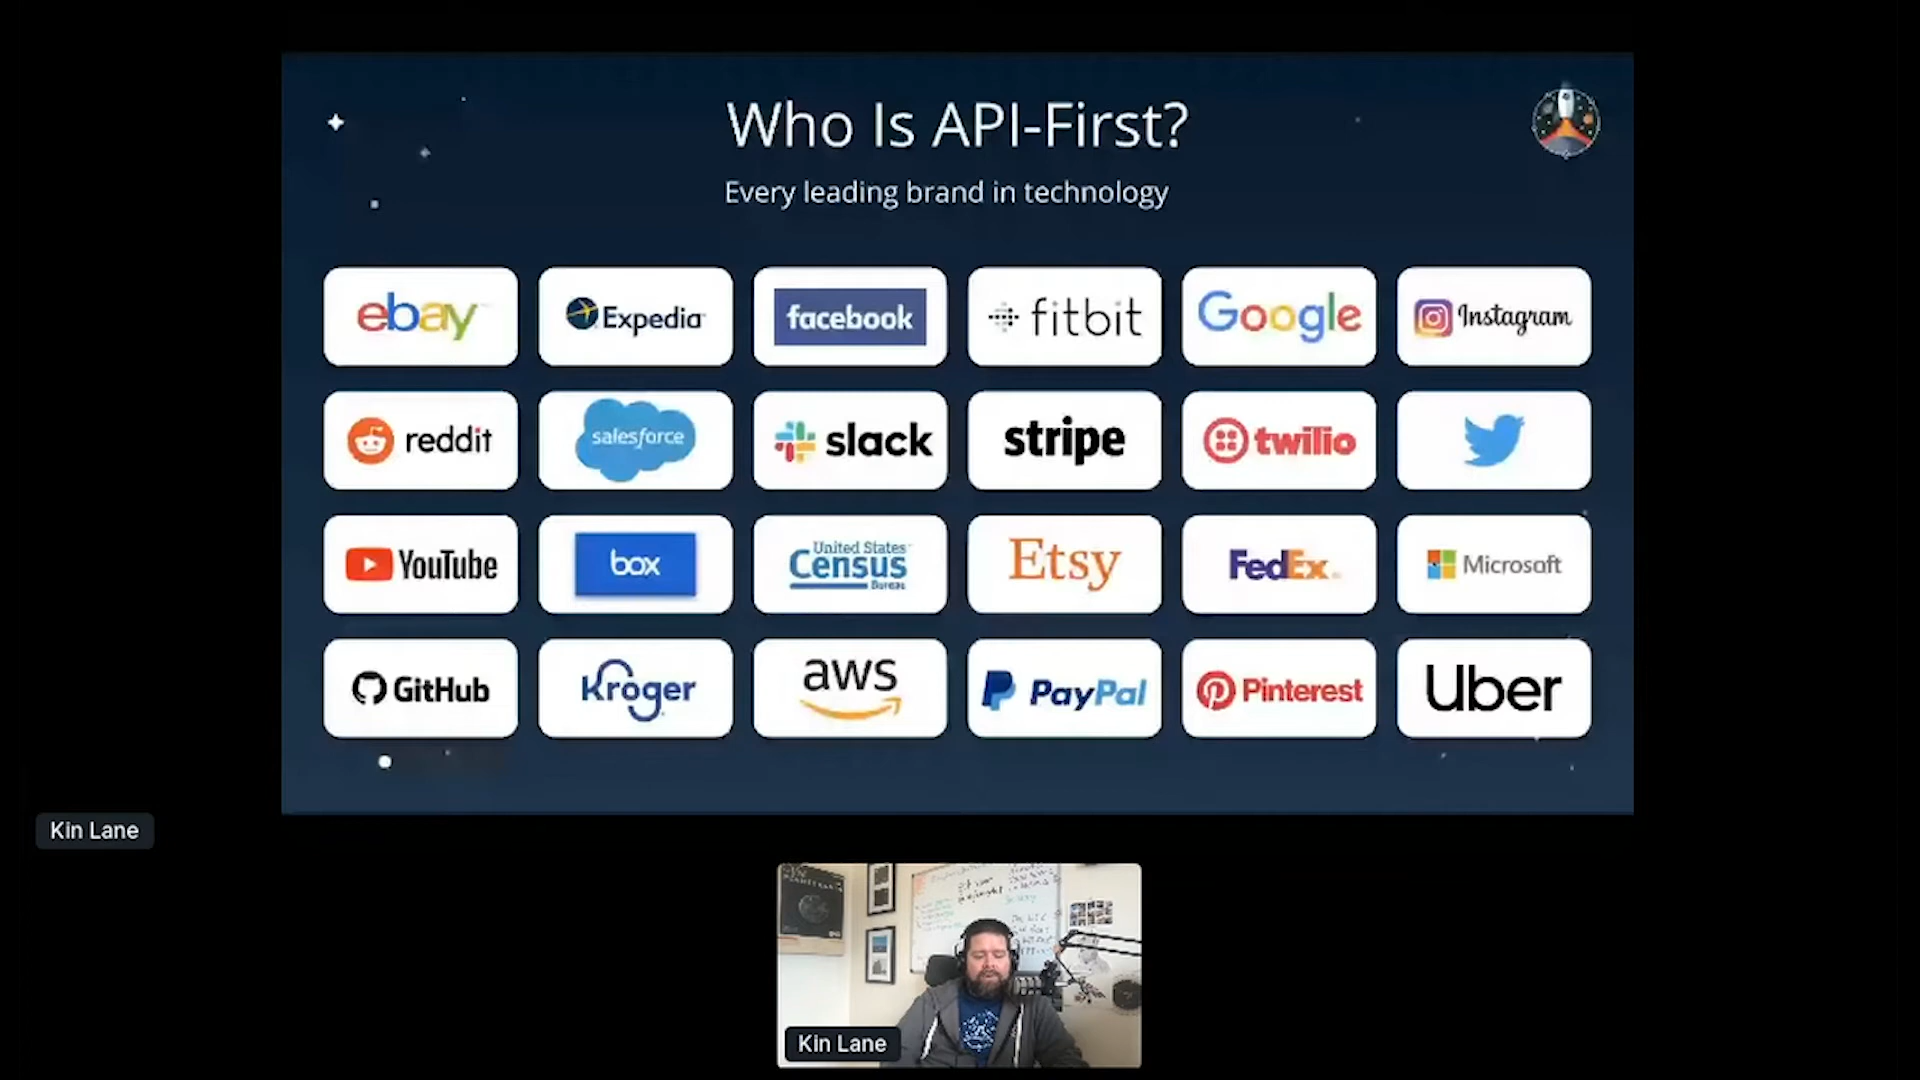 Who Is API-First?
Every leading brand in technology
ebay
Expedia
facebook
fitbit
Google
Instagram
reddit
salesforce
slack
stripe
twilio
YouTube
box
United States
Census
Bureau
Etsy
FedEx
Microsoft
GitHub
Kroger
aws
PayPal
Pinterest
Uber
Kin Lane
Kin Lane